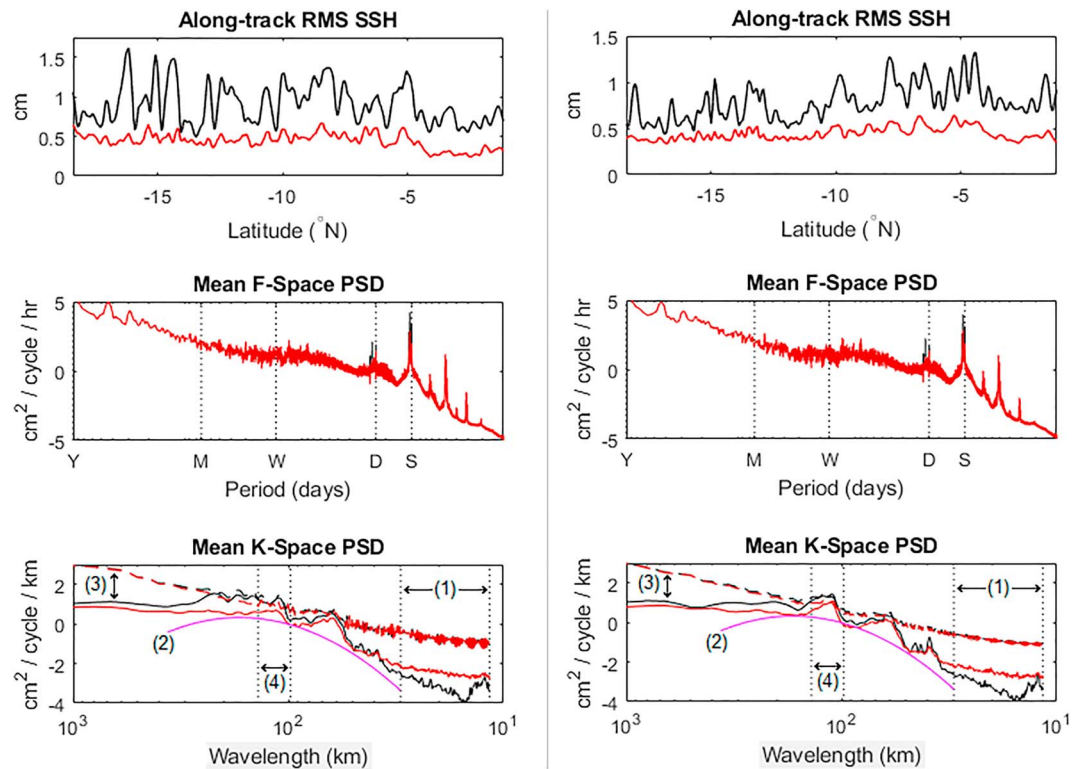 Along-track RMS SSH
1.5
1
0.5
0
cm
-15
-10
-5
Latitude (°N)
Mean F-Space PSD
5
0
-5
cm² / cycle / hr
Y
M
W
D
S
Period (days)
Mean K-Space PSD
2
0
-2
-4
cm² / cycle / km
(3)
(1)
(2)
(4)
10³
10²
10¹
Wavelength (km)
Along-track RMS SSH
1.5
1
0.5
0
cm
-15
-10
-5
Latitude (°N)
Mean F-Space PSD
5
0
-5
cm² / cycle / hr
Y
M
W
D
S
Period (days)
Mean K-Space PSD
2
0
-2
-4
cm² / cycle / km
(3)
(1)
(2)
(4)
10³
10²
10¹
Wavelength (km)